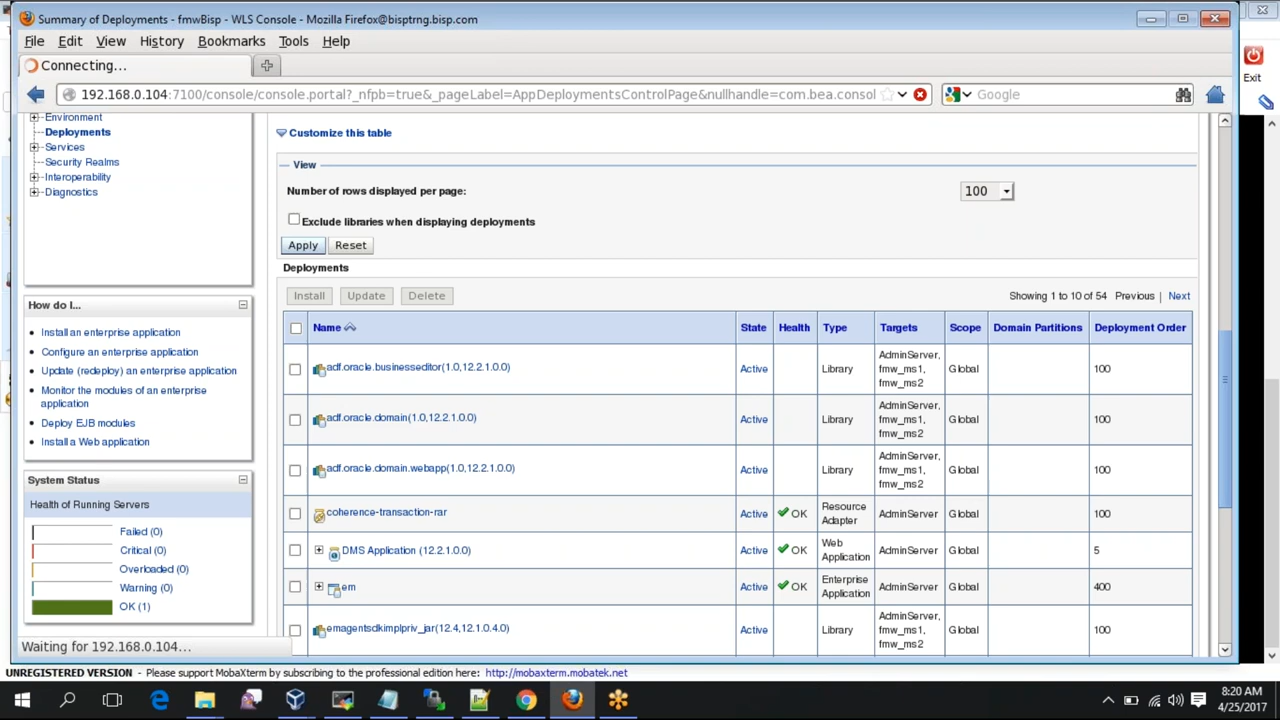 Summary of Deployments - fmwBisp - WLS Console - Mozilla Firefox@bisptrng.bisp.com
File Edit View History Bookmarks Tools Help
Exit
Connecting...
192.168.0.104:7100/console/console.portal?_nfpb=true&_pageLabel=AppDeploymentsControlPage&nullhandle=com.bea.consol
Google
Environment
Deployments
Services
Security Realms
Interoperability
Diagnostics
How do I...
Install an enterprise application
Configure an enterprise application
Update (redeploy) an enterprise application
Monitor the modules of an enterprise
application
Deploy EJB modules
Install a Web application
System Status
Health of Running Servers
Failed (0)
Critical (0)
Overloaded (0)
Warning (0)
OK (1)
Customize this table
View
Number of rows displayed per page: 100
Exclude libraries when displaying deployments
Apply Reset
Deployments
Install Update Delete Showing 1 to 10 of 54 Previous | Next
Name State Health Type Targets Scope Domain Partitions Deployment Order
adf.oracle.businesseditor(1.0,12.2.1.0.0) Active Library AdminServer, fmw_ms1, fmw_ms2 Global 100
adf.oracle.domain(1.0,12.2.1.0.0) Active Library AdminServer, fmw_ms1, fmw_ms2 Global 100
adf.oracle.domain.webapp(1.0,12.2.1.0.0) Active Library AdminServer, fmw_ms1, fmw_ms2 Global 100
coherence-transaction-rar Active OK Resource Adapter AdminServer Global 100
DMS Application (12.2.1.0.0) Active OK Web Application AdminServer Global 5
em Active OK Enterprise Application AdminServer Global 400
emagentsdkimplpriv_jar(12.4,12.1.0.4.0) Active Library AdminServer, fmw_ms1, fmw_ms2 Global 100
Waiting for 192.168.0.104...
UNREGISTERED VERSION - Please support MobaXterm by subscribing to the professional edition here: http://mobaxterm.mobatek.net
8:20 AM
4/25/2017